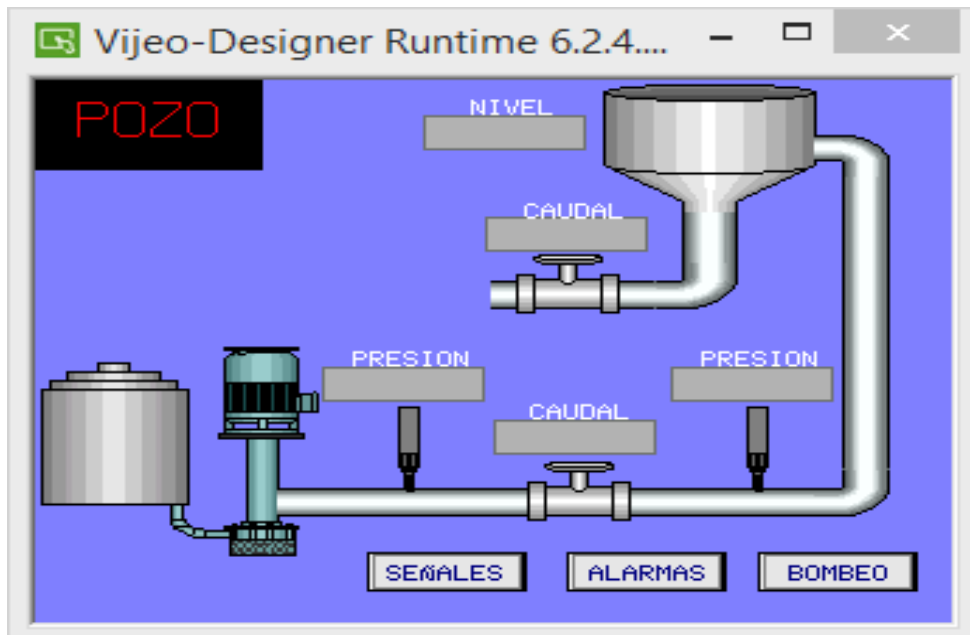 Vijeo-Designer Runtime 6.2.4....
POZO
NIVEL
CAUDAL
PRESION
PRESION
CAUDAL
SEÑALES
ALARMAS
BOMBEO